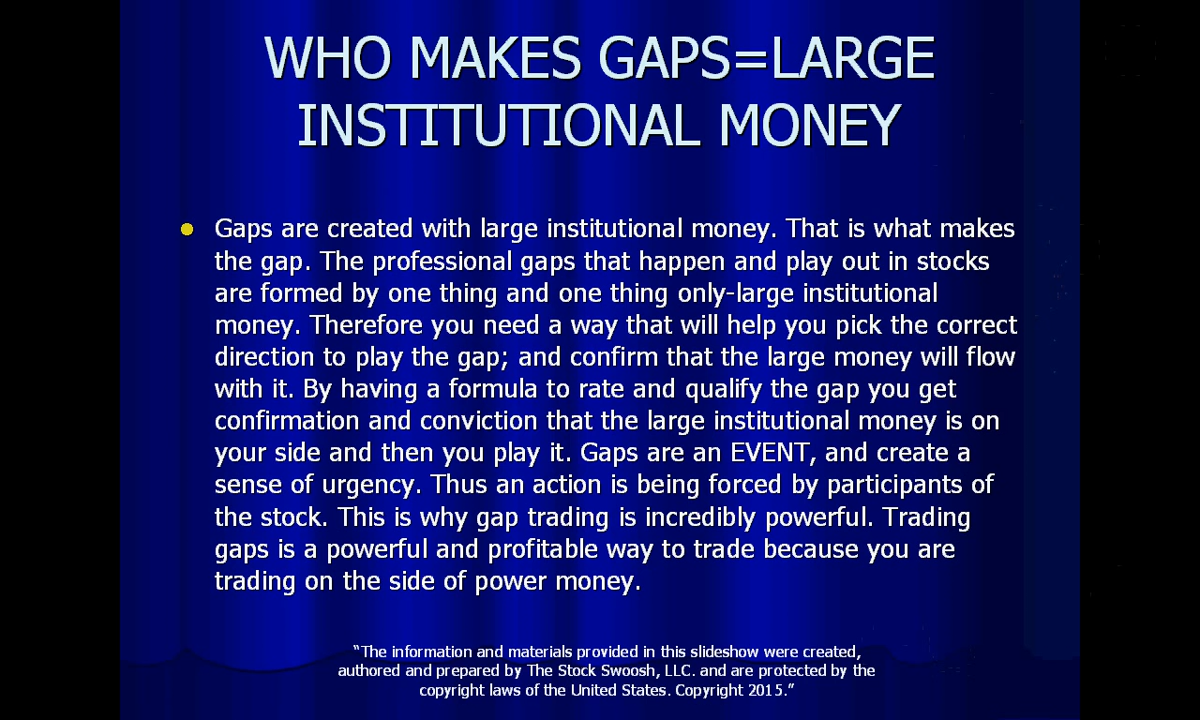 WHO MAKES GAPS=LARGE
INSTITUTIONAL MONEY
Gaps are created with large institutional money. That is what makes
the gap. The professional gaps that happen and play out in stocks
are formed by one thing and one thing only-large institutional
money. Therefore you need a way that will help you pick the correct
direction to play the gap; and confirm that the large money will flow
with it. By having a formula to rate and qualify the gap you get
confirmation and conviction that the large institutional money is on
your side and then you play it. Gaps are an EVENT, and create a
sense of urgency. Thus an action is being forced by participants of
the stock. This is why gap trading is incredibly powerful. Trading
gaps is a powerful and profitable way to trade because you are
trading on the side of power money.
“The information and materials provided in this slideshow were created,
authored and prepared by The Stock Swoosh, LLC. and are protected by the
copyright laws of the United States. Copyright 2015.”